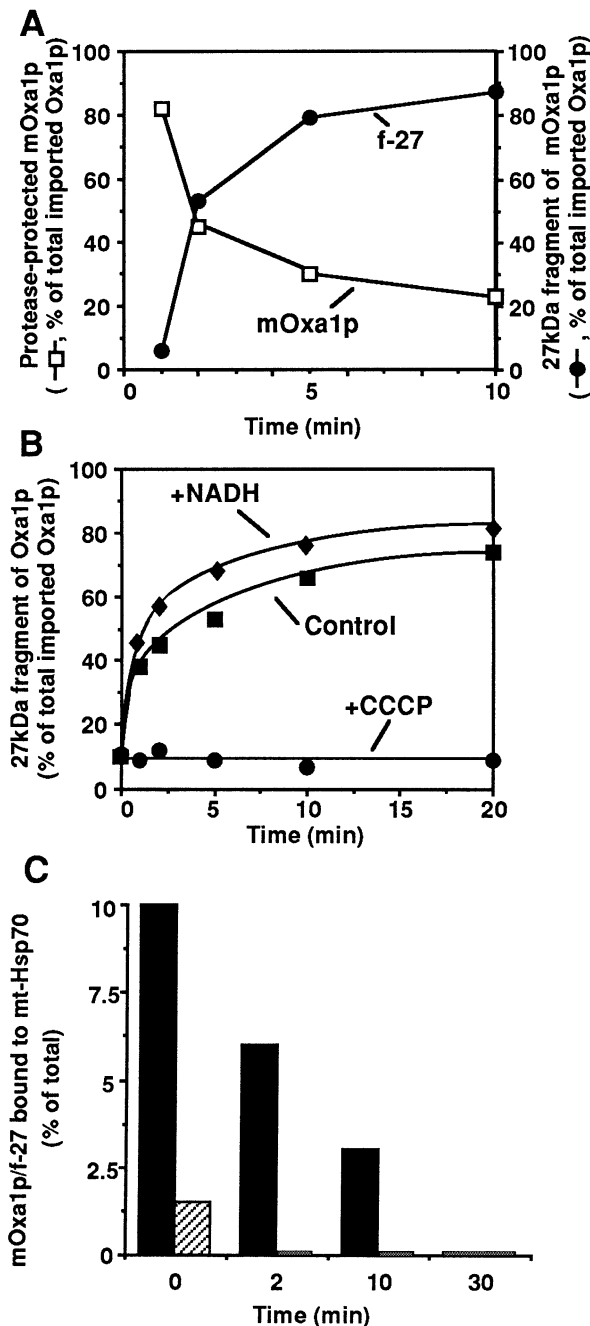 A
Protease-protected mOxa1p
(–□–, % of total imported Oxa1p)
100
80
60
40
20
0
f-27
mOxa1p
100
80
60
40
20
0
27kDa fragment of mOxa1p
(–●–, % of total imported Oxa1p)
0
5
10
Time (min)
B
27kDa fragment of Oxa1p
(% of total imported Oxa1p)
100
80
60
40
20
0
+NADH
Control
+CCCP
0
5
10
15
20
Time (min)
C
mOxa1p/f-27 bound to mt-Hsp70
(% of total)
10
7.5
5
2.5
0
0
2
10
30
Time (min)